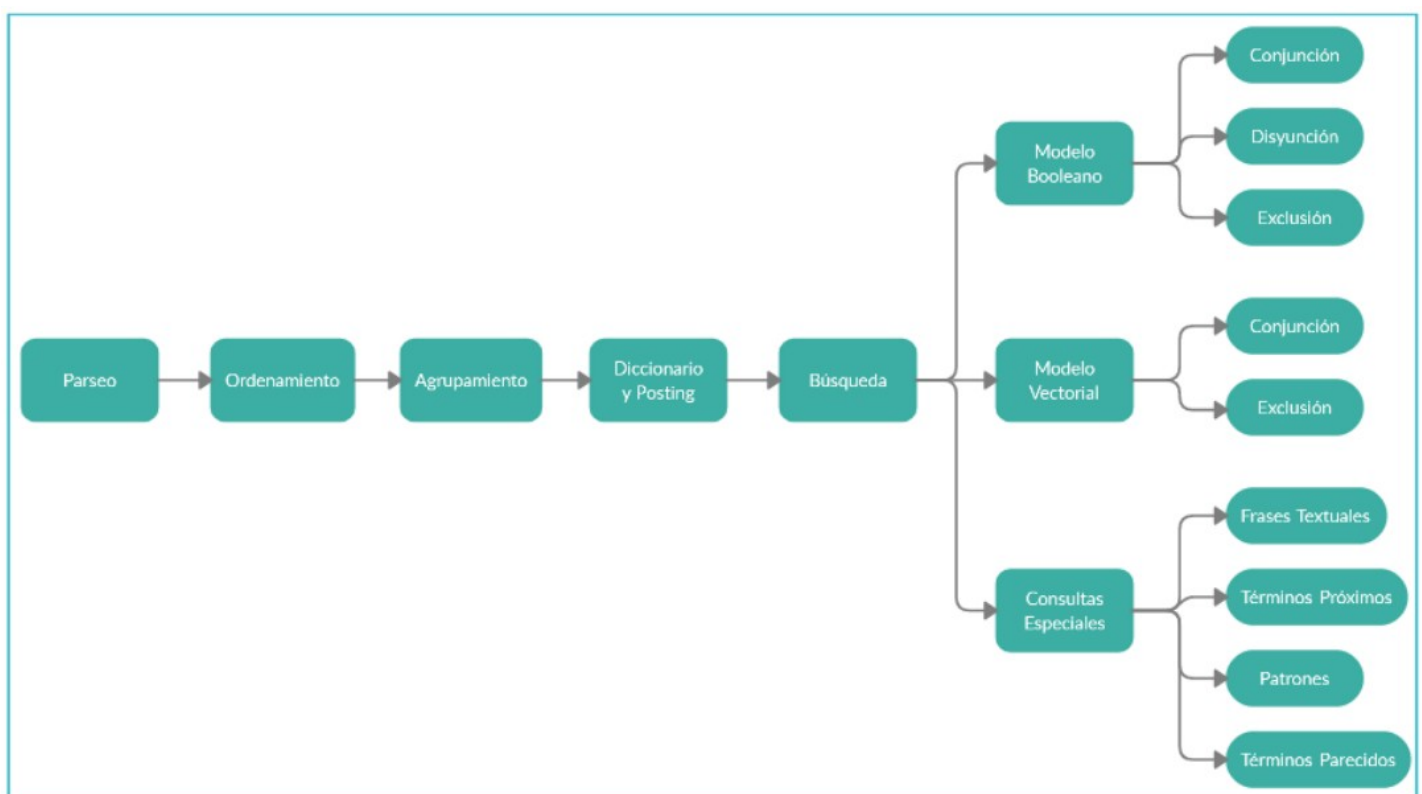 Parseo
Ordenamiento
Agrupamiento
Diccionario
y Posting
Búsqueda
Modelo
Booleano
Conjunción
Disyunción
Exclusión
Modelo
Vectorial
Conjunción
Exclusión
Consultas
Especiales
Frases Textuales
Términos Próximos
Patrones
Términos Parecidos